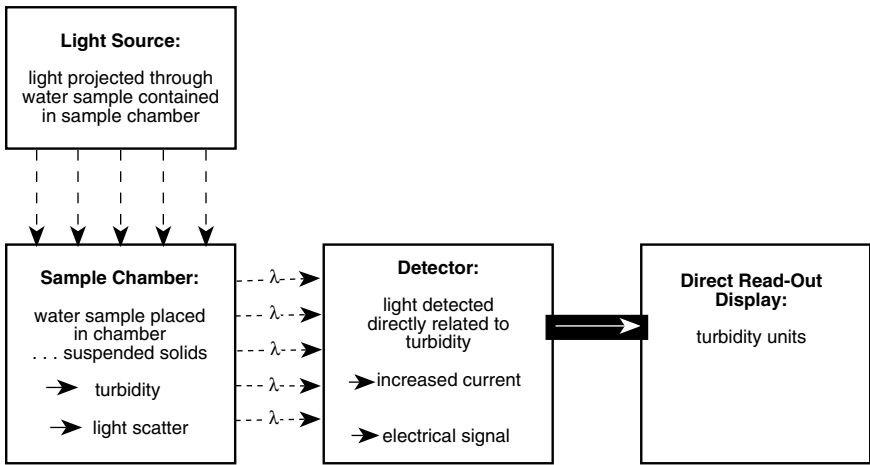 Light Source:
light projected through
water sample contained
in sample chamber
Sample Chamber:
water sample placed
in chamber
. . . suspended solids
turbidity
light scatter
λ
λ
λ
λ
λ
Detector:
light detected
directly related to
turbidity
increased current
electrical signal
Direct Read-Out
Display:
turbidity units